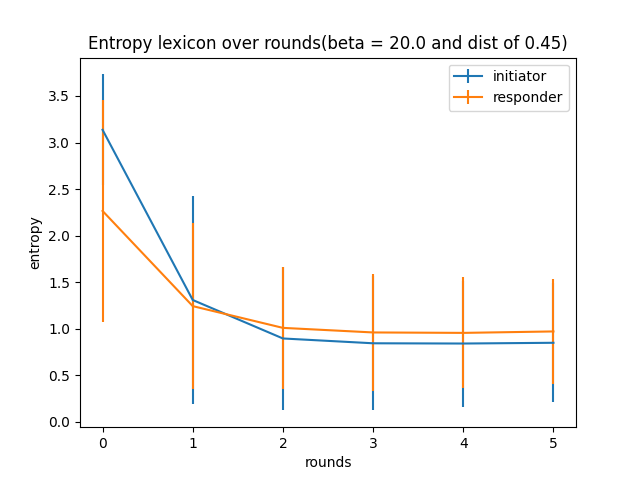 Entropy lexicon over rounds(beta = 20.0 and dist of 0.45)
initiator
responder
entropy
3.5
3.0
2.5
2.0
1.5
1.0
0.5
0.0
0 1 2 3 4 5
rounds